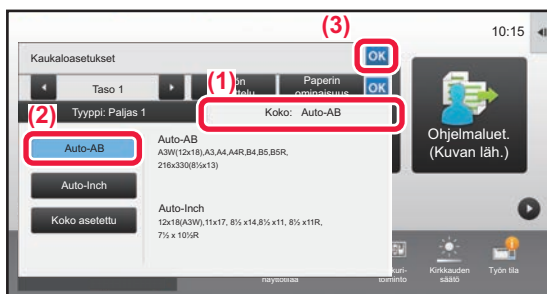 (3)
10:15
Kaukaloasetukset
OK
Taso 1
(1)
Paperin
ominaisuus
OK
(2)
Tyyppi: Paljas 1
Koko: Auto-AB
Auto-AB
Auto-AB
A3W(12x18),A3,A4,A4R,B4,B5,B5R,
216x330(8½x13)
Auto-Inch
Auto-Inch
12x18(A3W),11x17, 8½ x14,8½ x11, 8½ x11R,
7½ x 10½R
Koko asetettu
Ohjelmaluet.
(Kuvan läh.)
Kirkkauden
säätö
Työn tila
toiminto